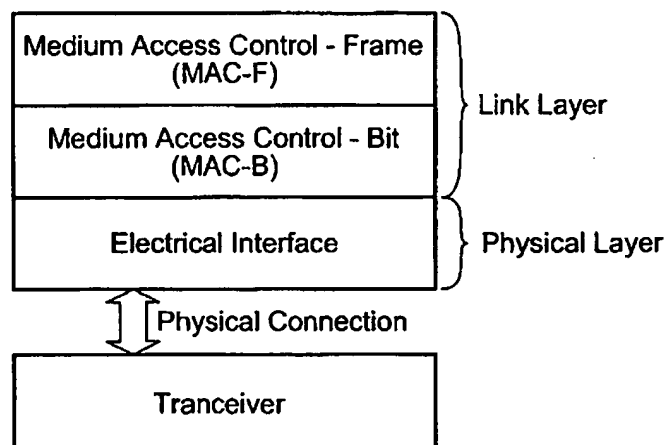 Medium Access Control - Frame
(MAC-F)
Medium Access Control - Bit
(MAC-B)
Link Layer
Electrical Interface
Physical Layer
Physical Connection
Tranceiver